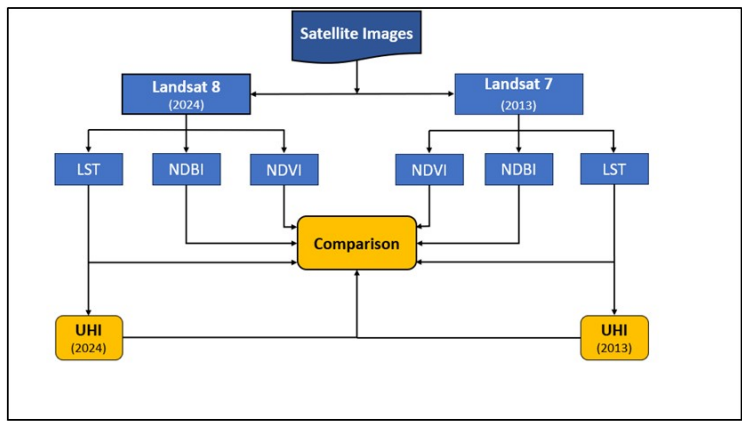 Satellite Images
Landsat 8
(2024)
Landsat 7
(2013)
LST
NDBI
NDVI
NDVI
NDBI
LST
Comparison
UHI
(2024)
UHI
(2013)